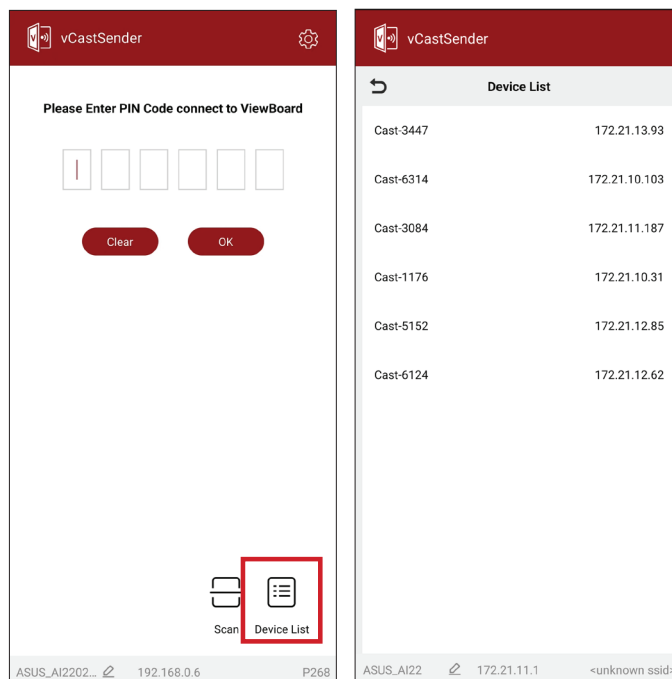 vCastSender
Please Enter PIN Code connect to ViewBoard
Clear OK
Scan Device List
ASUS_AI2202... 192.168.0.6 P268
vCastSender
Device List
Cast-3447 172.21.13.93
Cast-6314 172.21.10.103
Cast-3084 172.21.11.187
Cast-1176 172.21.10.31
Cast-5152 172.21.12.85
Cast-6124 172.21.12.62
ASUS_AI22 172.21.11.1 <unknown ssid>